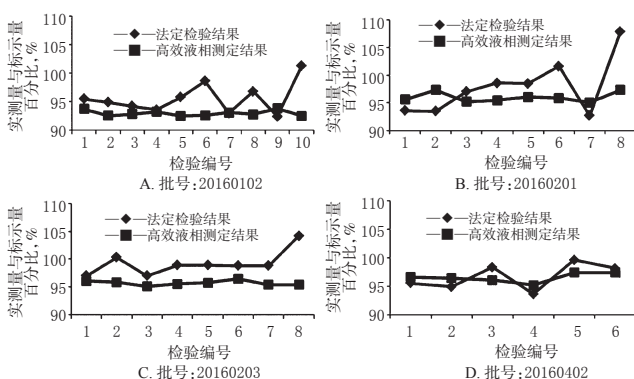 实测量与标示量
百分比,%
110
105
100
95
90
法定检验结果
高效液相测定结果
1 2 3 4 5 6 7 8 9 10
检验编号
A. 批号:20160102
实测量与标示量
百分比,%
110
105
100
95
90
法定检验结果
高效液相测定结果
1 2 3 4 5 6 7 8
检验编号
B. 批号:20160201
实测量与标示量
百分比,%
110
105
100
95
90
法定检验结果
高效液相测定结果
1 2 3 4 5 6 7 8
检验编号
C. 批号:20160203
实测量与标示量
百分比,%
110
105
100
95
90
法定检验结果
高效液相测定结果
1 2 3 4 5 6
检验编号
D. 批号:20160402